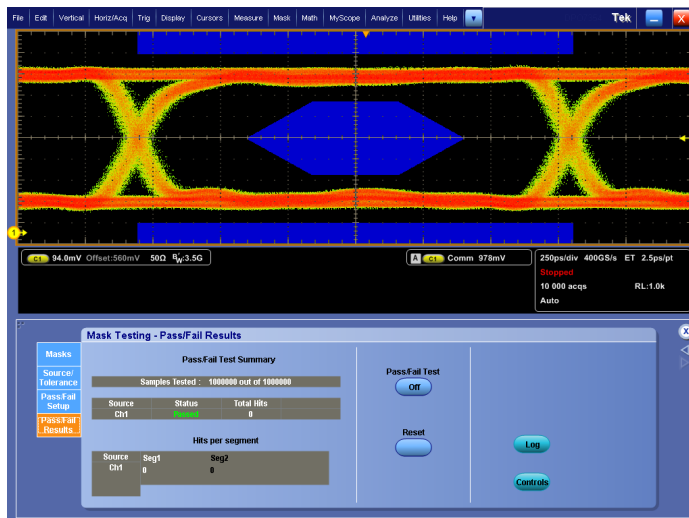 File Edit Vertical Horiz/Acq Trig Display Cursors Measure Mask Math MyScope Analyze Utilities Help Tek X
1
C1 94.0mV Offset:560mV 50Ω BW:3.5G
A C1 Comm 978mV
250ps/div 400GS/s ET 2.5ps/pt
Stopped
10 000 acqs RL:1.0k
Auto
Mask Testing - Pass/Fail Results
X
Masks
Source/
Tolerance
Pass/Fail
Setup
Pass/Fail
Results
Pass/Fail Test Summary
Samples Tested : 1000000 out of 1000000
Source Status Total Hits
Ch1 Passed 0
Hits per segment
Source Seg1 Seg2
Ch1 0 0
Pass/Fail Test
Off
Reset
Log
Controls